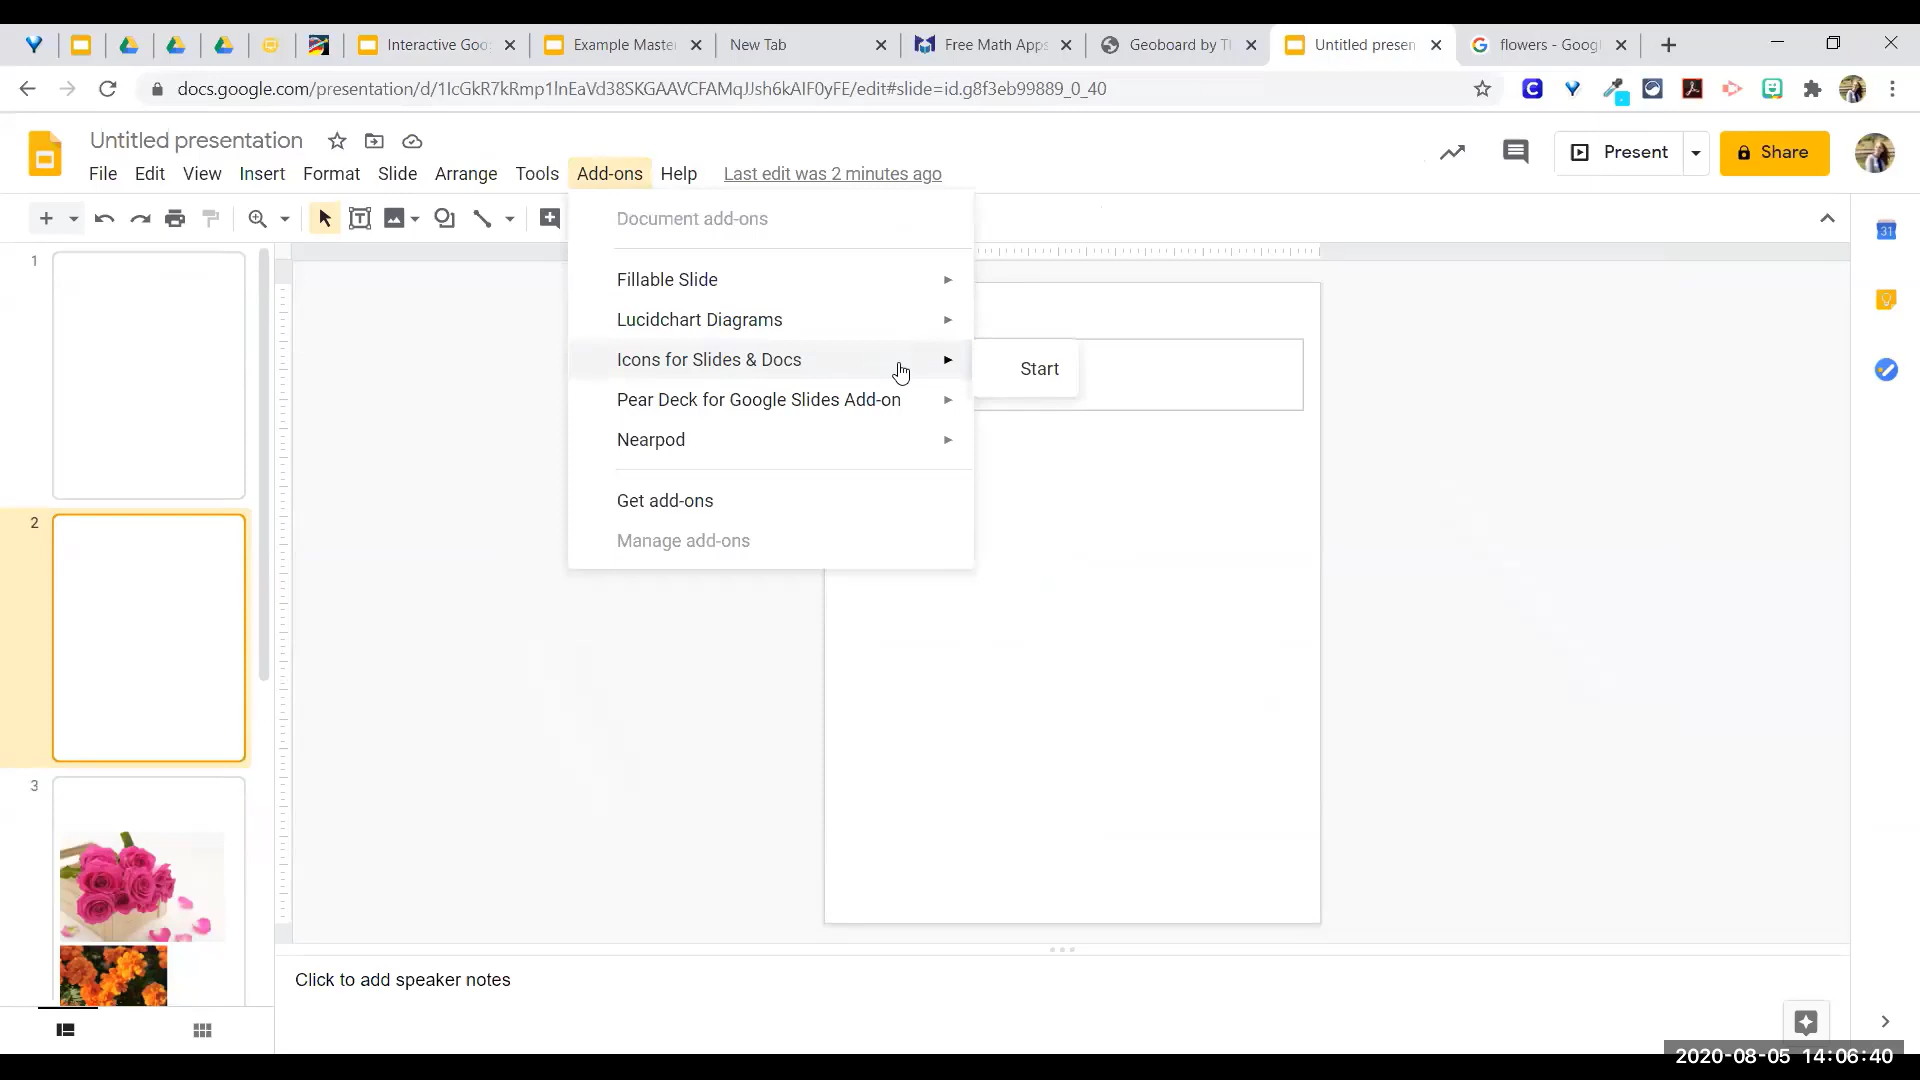 Interactive Goo
Example Master
New Tab
Free Math Apps
Geoboard by Th
Untitled presen
flowers - Googl
docs.google.com/presentation/d/1IcGkR7kRmp1lnEaVd38SKGAAVCFAMqJJsh6kAIF0yFE/edit#slide=id.g8f3eb99889_0_40
Untitled presentation
Present
Share
File Edit View Insert Format Slide Arrange Tools Add-ons Help Last edit was 2 minutes ago
Document add-ons
31
1
Fillable Slide
Lucidchart Diagrams
Icons for Slides & Docs
Start
Pear Deck for Google Slides Add-on
Nearpod
Get add-ons
2
Manage add-ons
3
Click to add speaker notes
2020-08-05 14:06:40